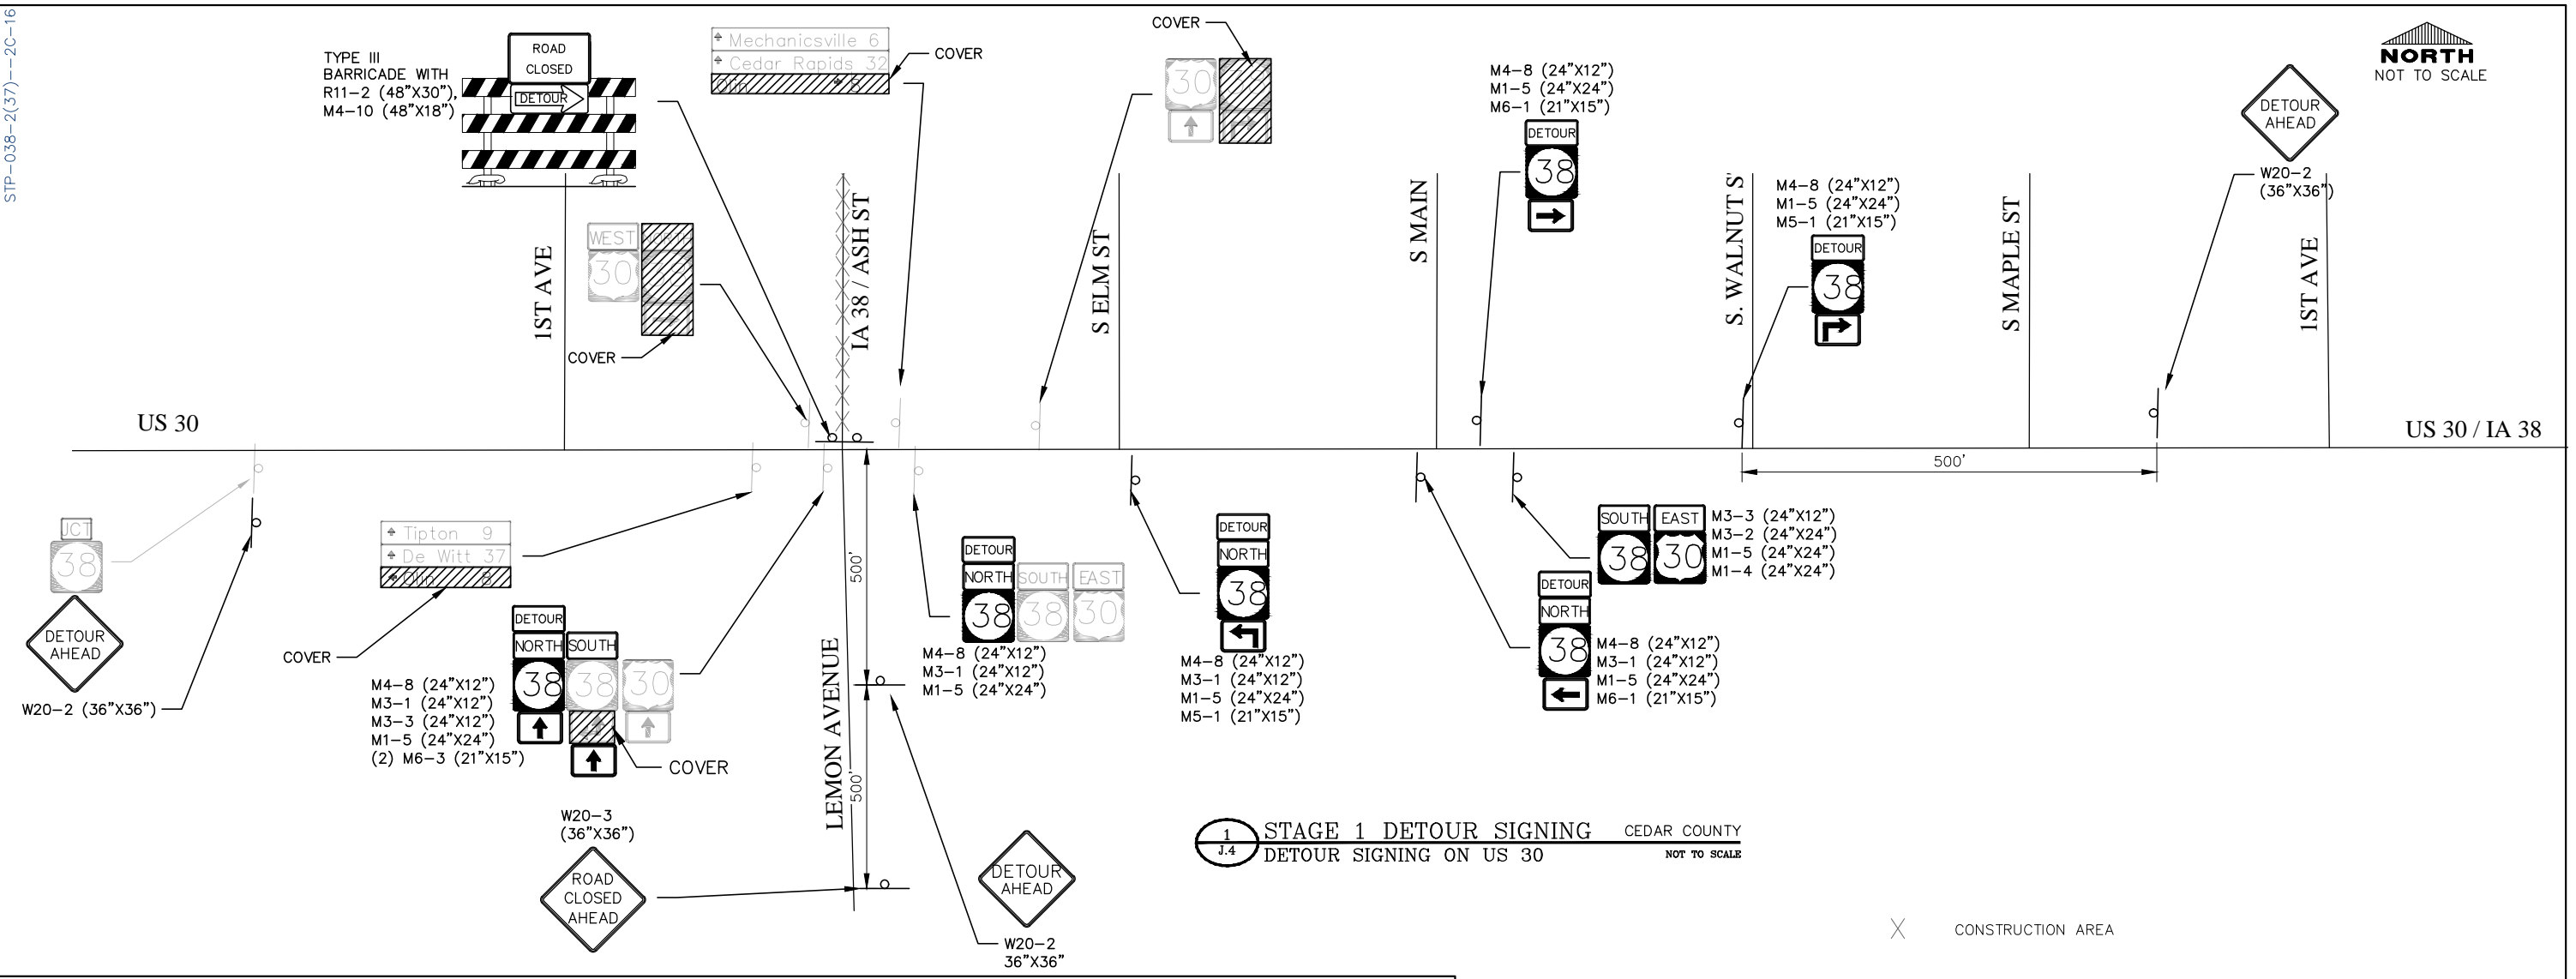 STP-038-2(37)--2C-16
TYPE III
BARRICADE WITH
R11-2 (48"X30"),
M4-10 (48"X18")
ROAD
CLOSED
DETOUR
Mechanicsville 6
Cedar Rapids 32
Olin 8
COVER
COVER
30
M4-8 (24"X12")
M1-5 (24"X24")
M6-1 (21"X15")
DETOUR
38
NORTH
NOT TO SCALE
DETOUR
AHEAD
W20-2
(36"X36")
M4-8 (24"X12")
M1-5 (24"X24")
M5-1 (21"X15")
DETOUR
38
WEST
30
COVER
1ST AVE
IA 38 / ASH ST
S ELM ST
S MAIN
S. WALNUT S
S MAPLE ST
1ST AVE
US 30
US 30 / IA 38
500'
JCT
38
DETOUR
AHEAD
W20-2 (36"X36")
Tipton 9
De Witt 37
Olin 8
COVER
DETOUR
NORTH SOUTH
38 38 30
M4-8 (24"X12")
M3-1 (24"X12")
M3-3 (24"X12")
M1-5 (24"X24")
(2) M6-3 (21"X15")
COVER
500'
500'
LEMON AVENUE
DETOUR
NORTH SOUTH EAST
38 38 30
M4-8 (24"X12")
M3-1 (24"X12")
M1-5 (24"X24")
DETOUR
NORTH
38
M4-8 (24"X12")
M3-1 (24"X12")
M1-5 (24"X24")
M5-1 (21"X15")
SOUTH EAST
38 30
M3-3 (24"X12")
M3-2 (24"X24")
M1-5 (24"X24")
M1-4 (24"X24")
DETOUR
NORTH
38
M4-8 (24"X12")
M3-1 (24"X12")
M1-5 (24"X24")
M6-1 (21"X15")
W20-3
(36"X36")
ROAD
CLOSED
AHEAD
DETOUR
AHEAD
W20-2
36"X36"
1
J.4
STAGE 1 DETOUR SIGNING CEDAR COUNTY
DETOUR SIGNING ON US 30 NOT TO SCALE
X CONSTRUCTION AREA